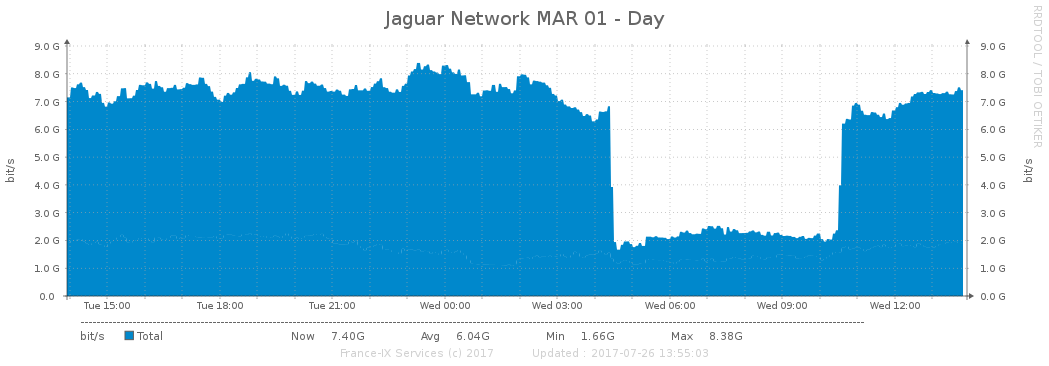 Jaguar Network MAR 01 - Day
RRDTOOL / TOBI OETIKER
9.0 G 9.0 G
8.0 G 8.0 G
7.0 G 7.0 G
6.0 G 6.0 G
5.0 G 5.0 G
4.0 G 4.0 G
3.0 G 3.0 G
2.0 G 2.0 G
1.0 G 1.0 G
0.0 0.0 G
bit/s bit/s
Tue 15:00 Tue 18:00 Tue 21:00 Wed 00:00 Wed 03:00 Wed 06:00 Wed 09:00 Wed 12:00
bit/s Total Now 7.40G Avg 6.04G Min 1.66G Max 8.38G
France-IX Services (c) 2017 Updated : 2017-07-26 13:55:03